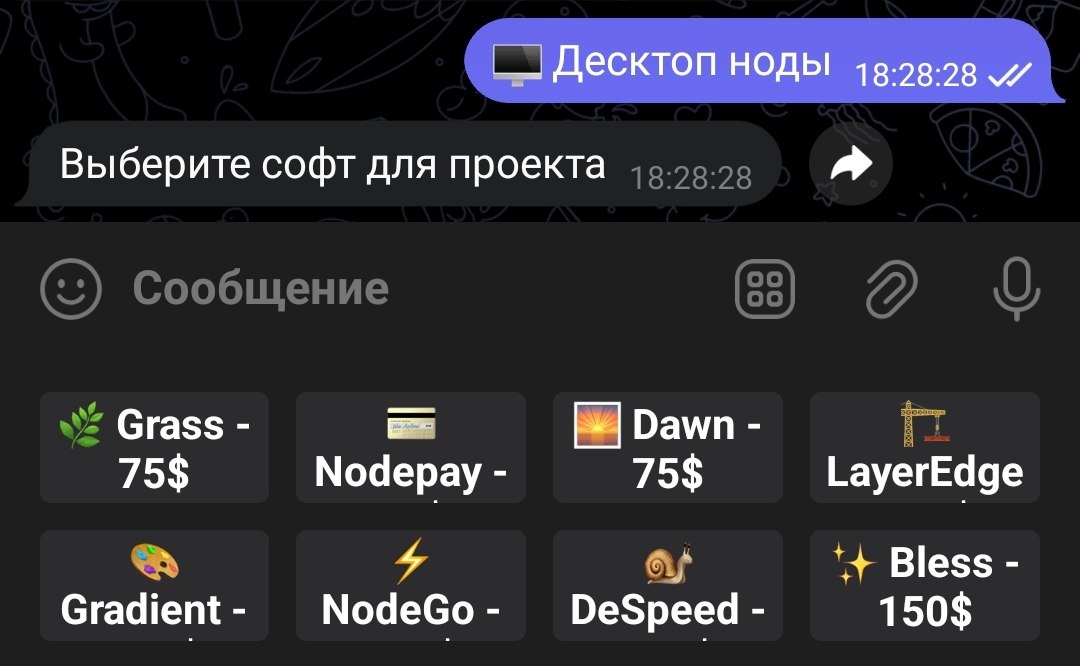 Десктоп ноды 18:28:28
Выберите софт для проекта 18:28:28
Сообщение
Grass -
75$
Nodepay -
Dawn -
75$
LayerEdge
Gradient -
NodeGo -
DeSpeed -
Bless -
150$